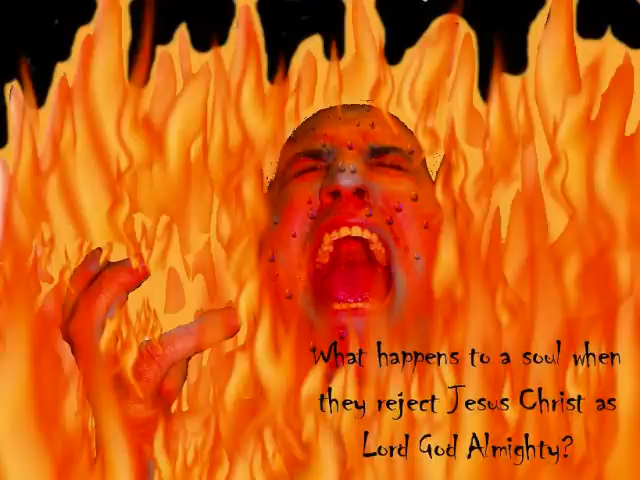 What happens to a soul when
they reject Jesus Christ as
Lord God Almighty?